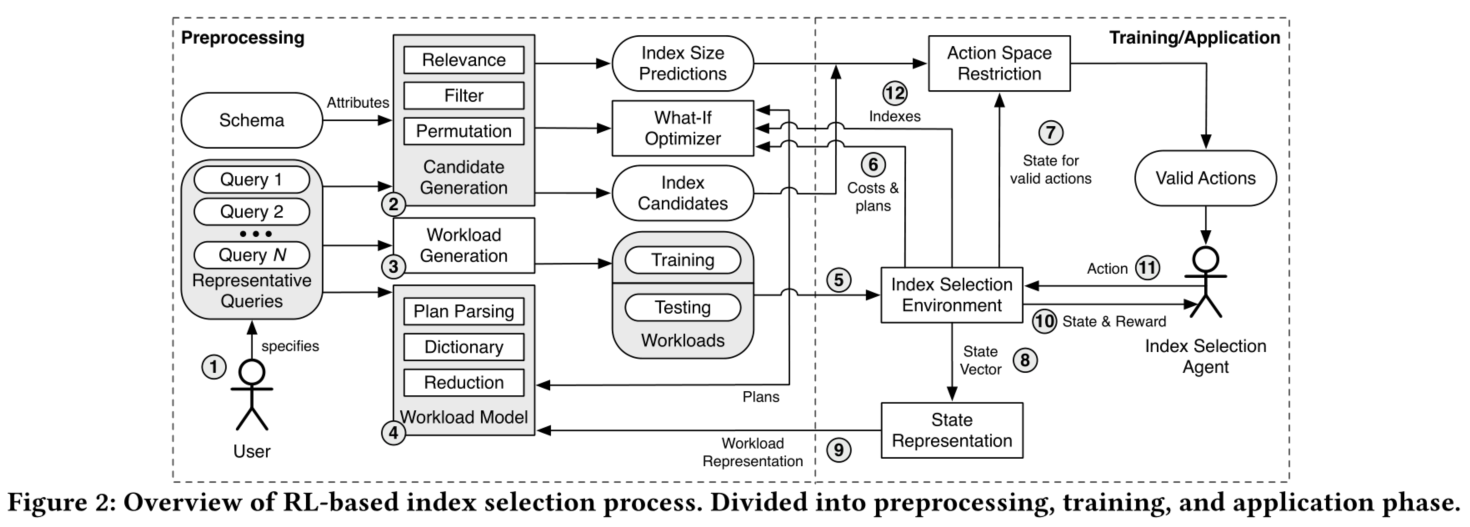 Preprocessing
Training/Application
Schema
Attributes
Query 1
Query 2
•••
Query N
Representative
Queries
1
specifies
User
Relevance
Filter
Permutation
Candidate
Generation
2
Workload
Generation
3
Plan Parsing
Dictionary
Reduction
Workload Model
4
Index Size
Predictions
What-If
Optimizer
Index
Candidates
Training
Testing
Workloads
Plans
Workload
Representation
5
6
Costs &
plans
12
Indexes
Action Space
Restriction
7
State for
valid actions
Valid Actions
Index Selection
Environment
Action
11
10
State & Reward
Index Selection
Agent
State
Vector
8
State
Representation
9
Figure 2: Overview of RL-based index selection process. Divided into preprocessing, training, and application phase.